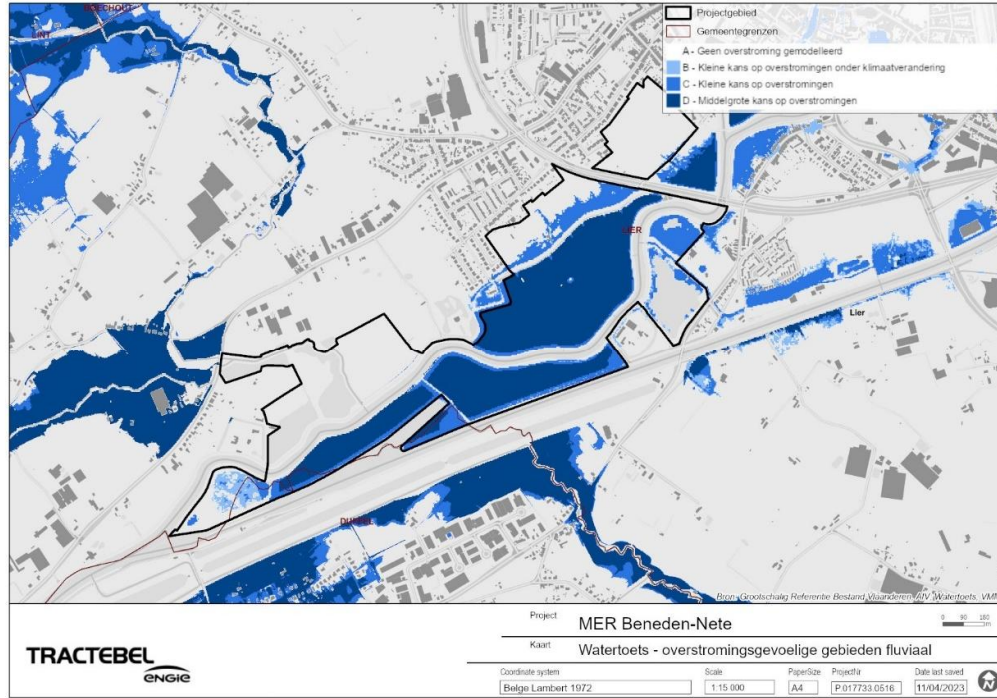 BOECHOUT
LINT
Projectgebied
Gemeentegrenzen
A - Geen overstroming gemodelleerd
B - Kleine kans op overstromingen onder klimaatverandering
C - Kleine kans op overstromingen
D - Middelgrote kans op overstromingen
LIER
Lier
DUFFEL
Bron: Grootschalig Referentie Bestand Vlaanderen, AIV, Watertoets, VMM
Project MER Beneden-Nete
0 90 180
m
Kaart Watertoets - overstromingsgevoelige gebieden fluviaal
TRACTEBEL
ENGIE
Coordinate system Scale PaperSize ProjectNr Date last saved
Belge Lambert 1972 1:15 000 A4 P.017733.0516 11/04/2023
N